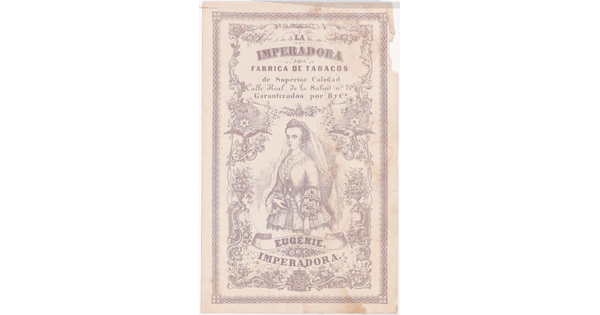 LA
IMPERADORA
FABRICA DE TABACOS
de Superior Calidad
Calle Real de la Salud nº
Garantizados por B y Cª
EUGENIE,
IMPERADORA.